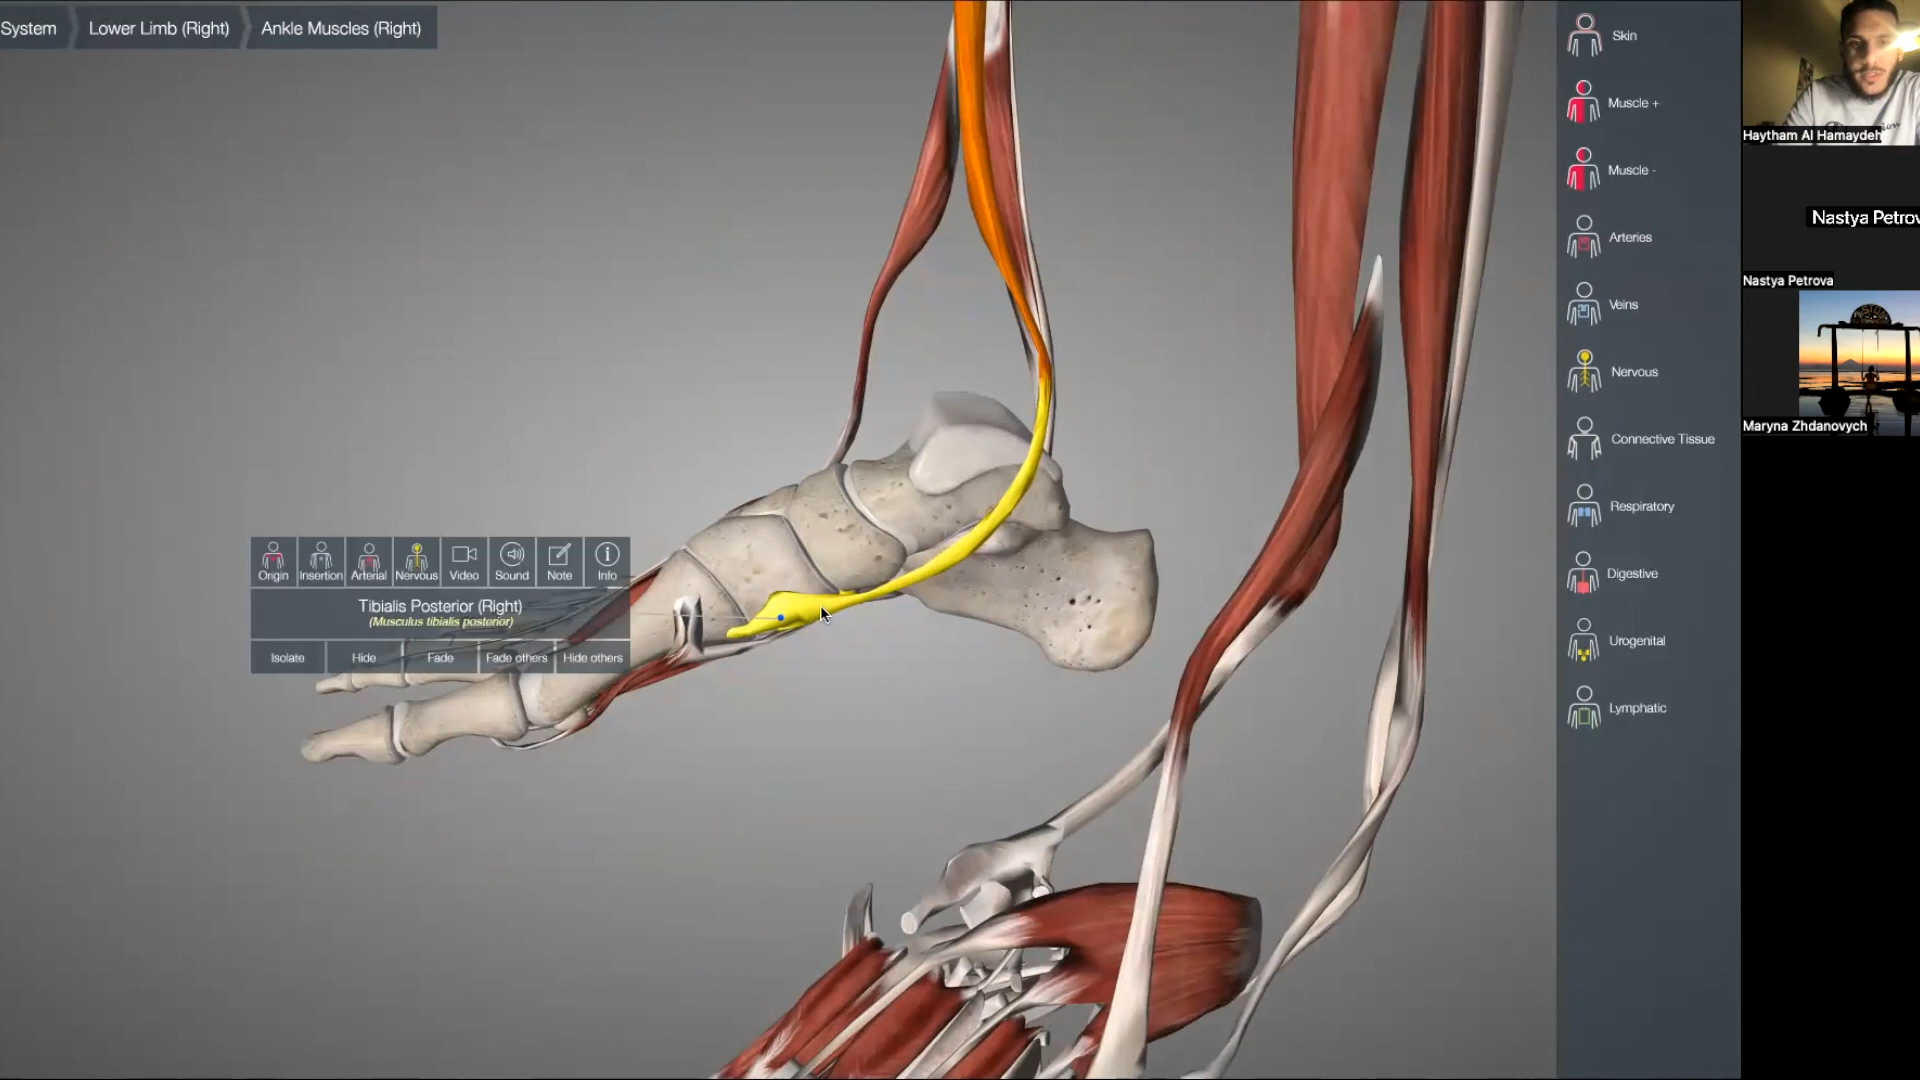 System
Lower Limb (Right)
Ankle Muscles (Right)
Origin
Insertion
Arterial
Nervous
Video
Sound
Note
Info
Tibialis Posterior (Right)
(Musculus tibialis posterior)
Isolate
Hide
Fade
Fade others
Hide others
Skin
Muscle +
Muscle -
Arteries
Veins
Nervous
Connective Tissue
Respiratory
Digestive
Urogenital
Lymphatic
Haytham Al Hamaydeh
Nastya Petrov
Nastya Petrova
Maryna Zhdanovych